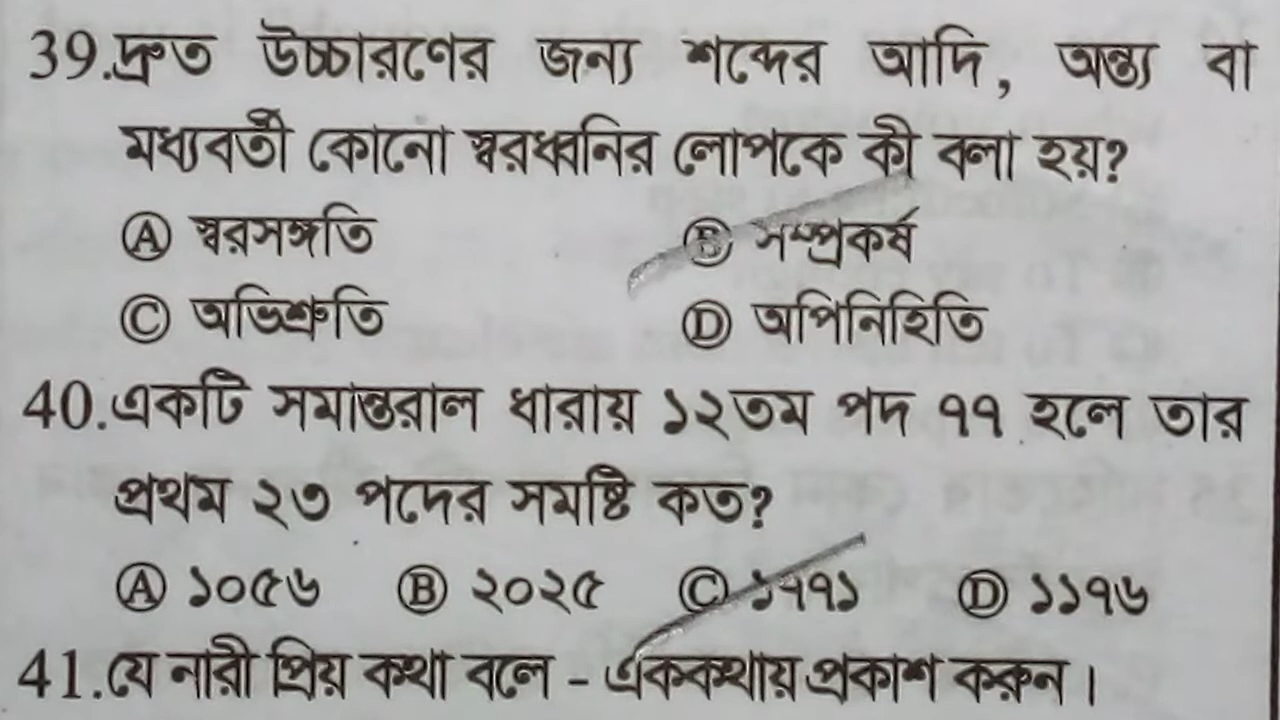 39.দ্রুত উচ্চারণের জন্য শব্দের আদি, অন্ত্য বা
মধ্যবর্তী কোনো স্বরধ্বনির লোপকে কী বলা হয়?
Ⓐ স্বরসঙ্গতি Ⓑ সম্প্রকর্ষ
Ⓒ অভিশ্রুতি Ⓓ অপিনিহিতি
40.একটি সমান্তরাল ধারায় ১২তম পদ ৭৭ হলে তার
প্রথম ২৩ পদের সমষ্টি কত?
Ⓐ ১০৫৬ Ⓑ ২০২৫ Ⓒ ১৭৭১ Ⓓ ১১৭৬
41.যে নারী প্রিয় কথা বলে - এককথায় প্রকাশ করুন।